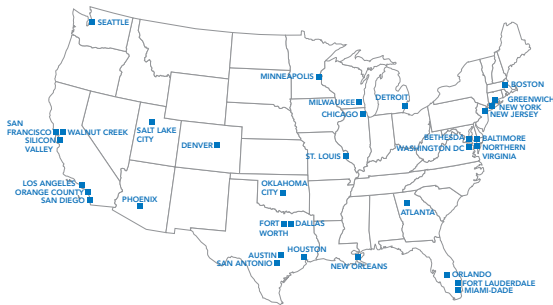 SEATTLE
MINNEAPOLIS
MILWAUKEE
CHICAGO
DETROIT
BOSTON
GREENWICH
NEW YORK
NEW JERSEY
SAN
FRANCISCO
WALNUT CREEK
SILICON
VALLEY
SALT LAKE
CITY
DENVER
ST. LOUIS
BETHESDA
WASHINGTON DC
BALTIMORE
NORTHERN
VIRGINIA
LOS ANGELES
ORANGE COUNTY
SAN DIEGO
PHOENIX
OKLAHOMA
CITY
ATLANTA
FORT
WORTH
DALLAS
AUSTIN
SAN ANTONIO
HOUSTON
NEW ORLEANS
ORLANDO
FORT LAUDERDALE
MIAMI-DADE